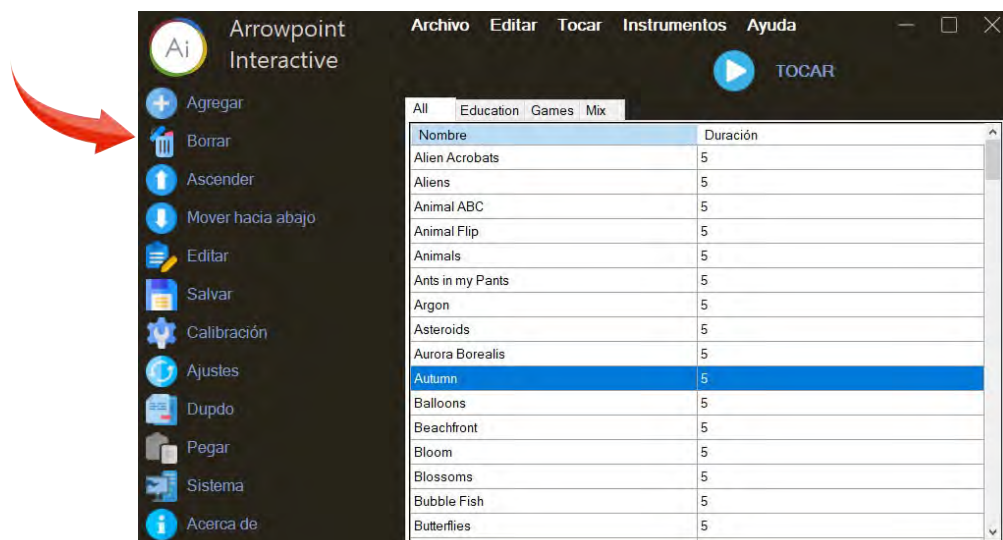 Ai
Arrowpoint
Interactive
Archivo Editar Tocar Instrumentos Ayuda
TOCAR
Agregar
Borrar
Ascender
Mover hacia abajo
Editar
Salvar
Calibración
Ajustes
Dupdo
Pegar
Sistema
Acerca de
All Education Games Mix
Nombre Duración
Alien Acrobats 5
Aliens 5
Animal ABC 5
Animal Flip 5
Animals 5
Ants in my Pants 5
Argon 5
Asteroids 5
Aurora Borealis 5
Autumn 5
Balloons 5
Beachfront 5
Bloom 5
Blossoms 5
Bubble Fish 5
Butterflies 5